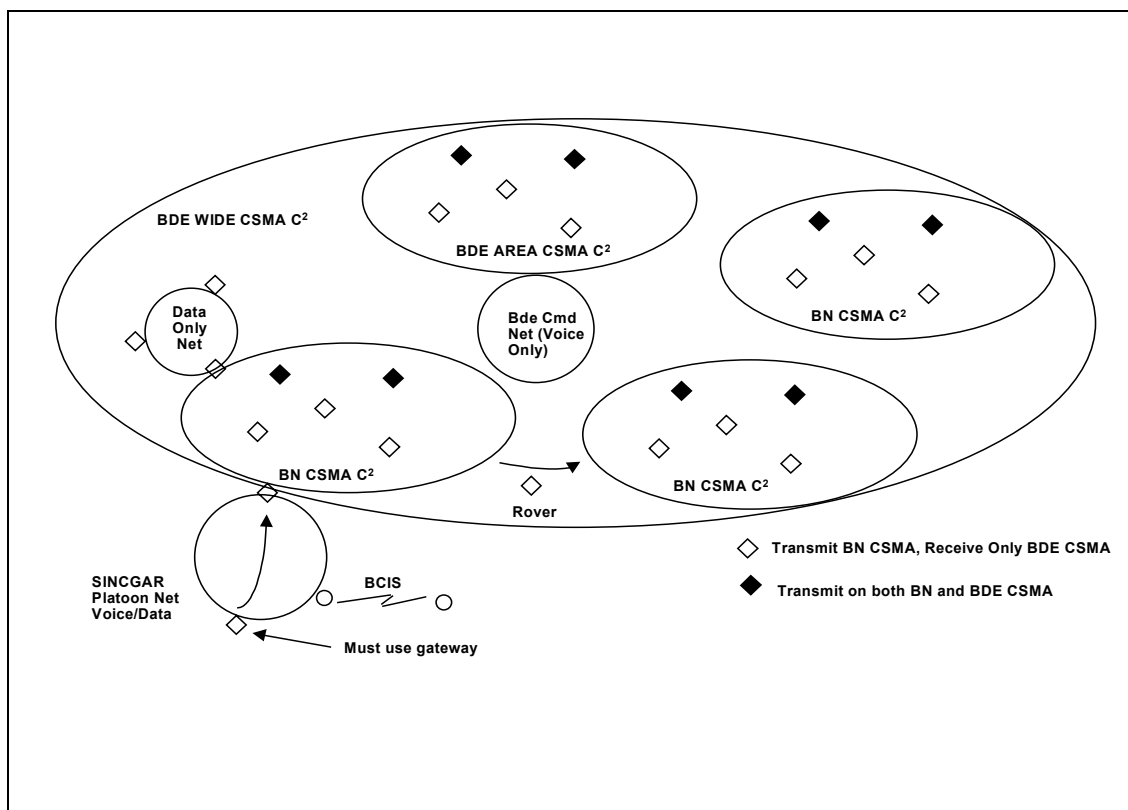 BDE WIDE CSMA C²
BDE AREA CSMA C²
BN CSMA C²
Data
Only
Net
Bde Cmd
Net (Voice
Only)
BN CSMA C²
BN CSMA C²
Rover
Transmit BN CSMA, Receive Only BDE CSMA
Transmit on both BN and BDE CSMA
SINCGAR
Platoon Net
Voice/Data
BCIS
Must use gateway